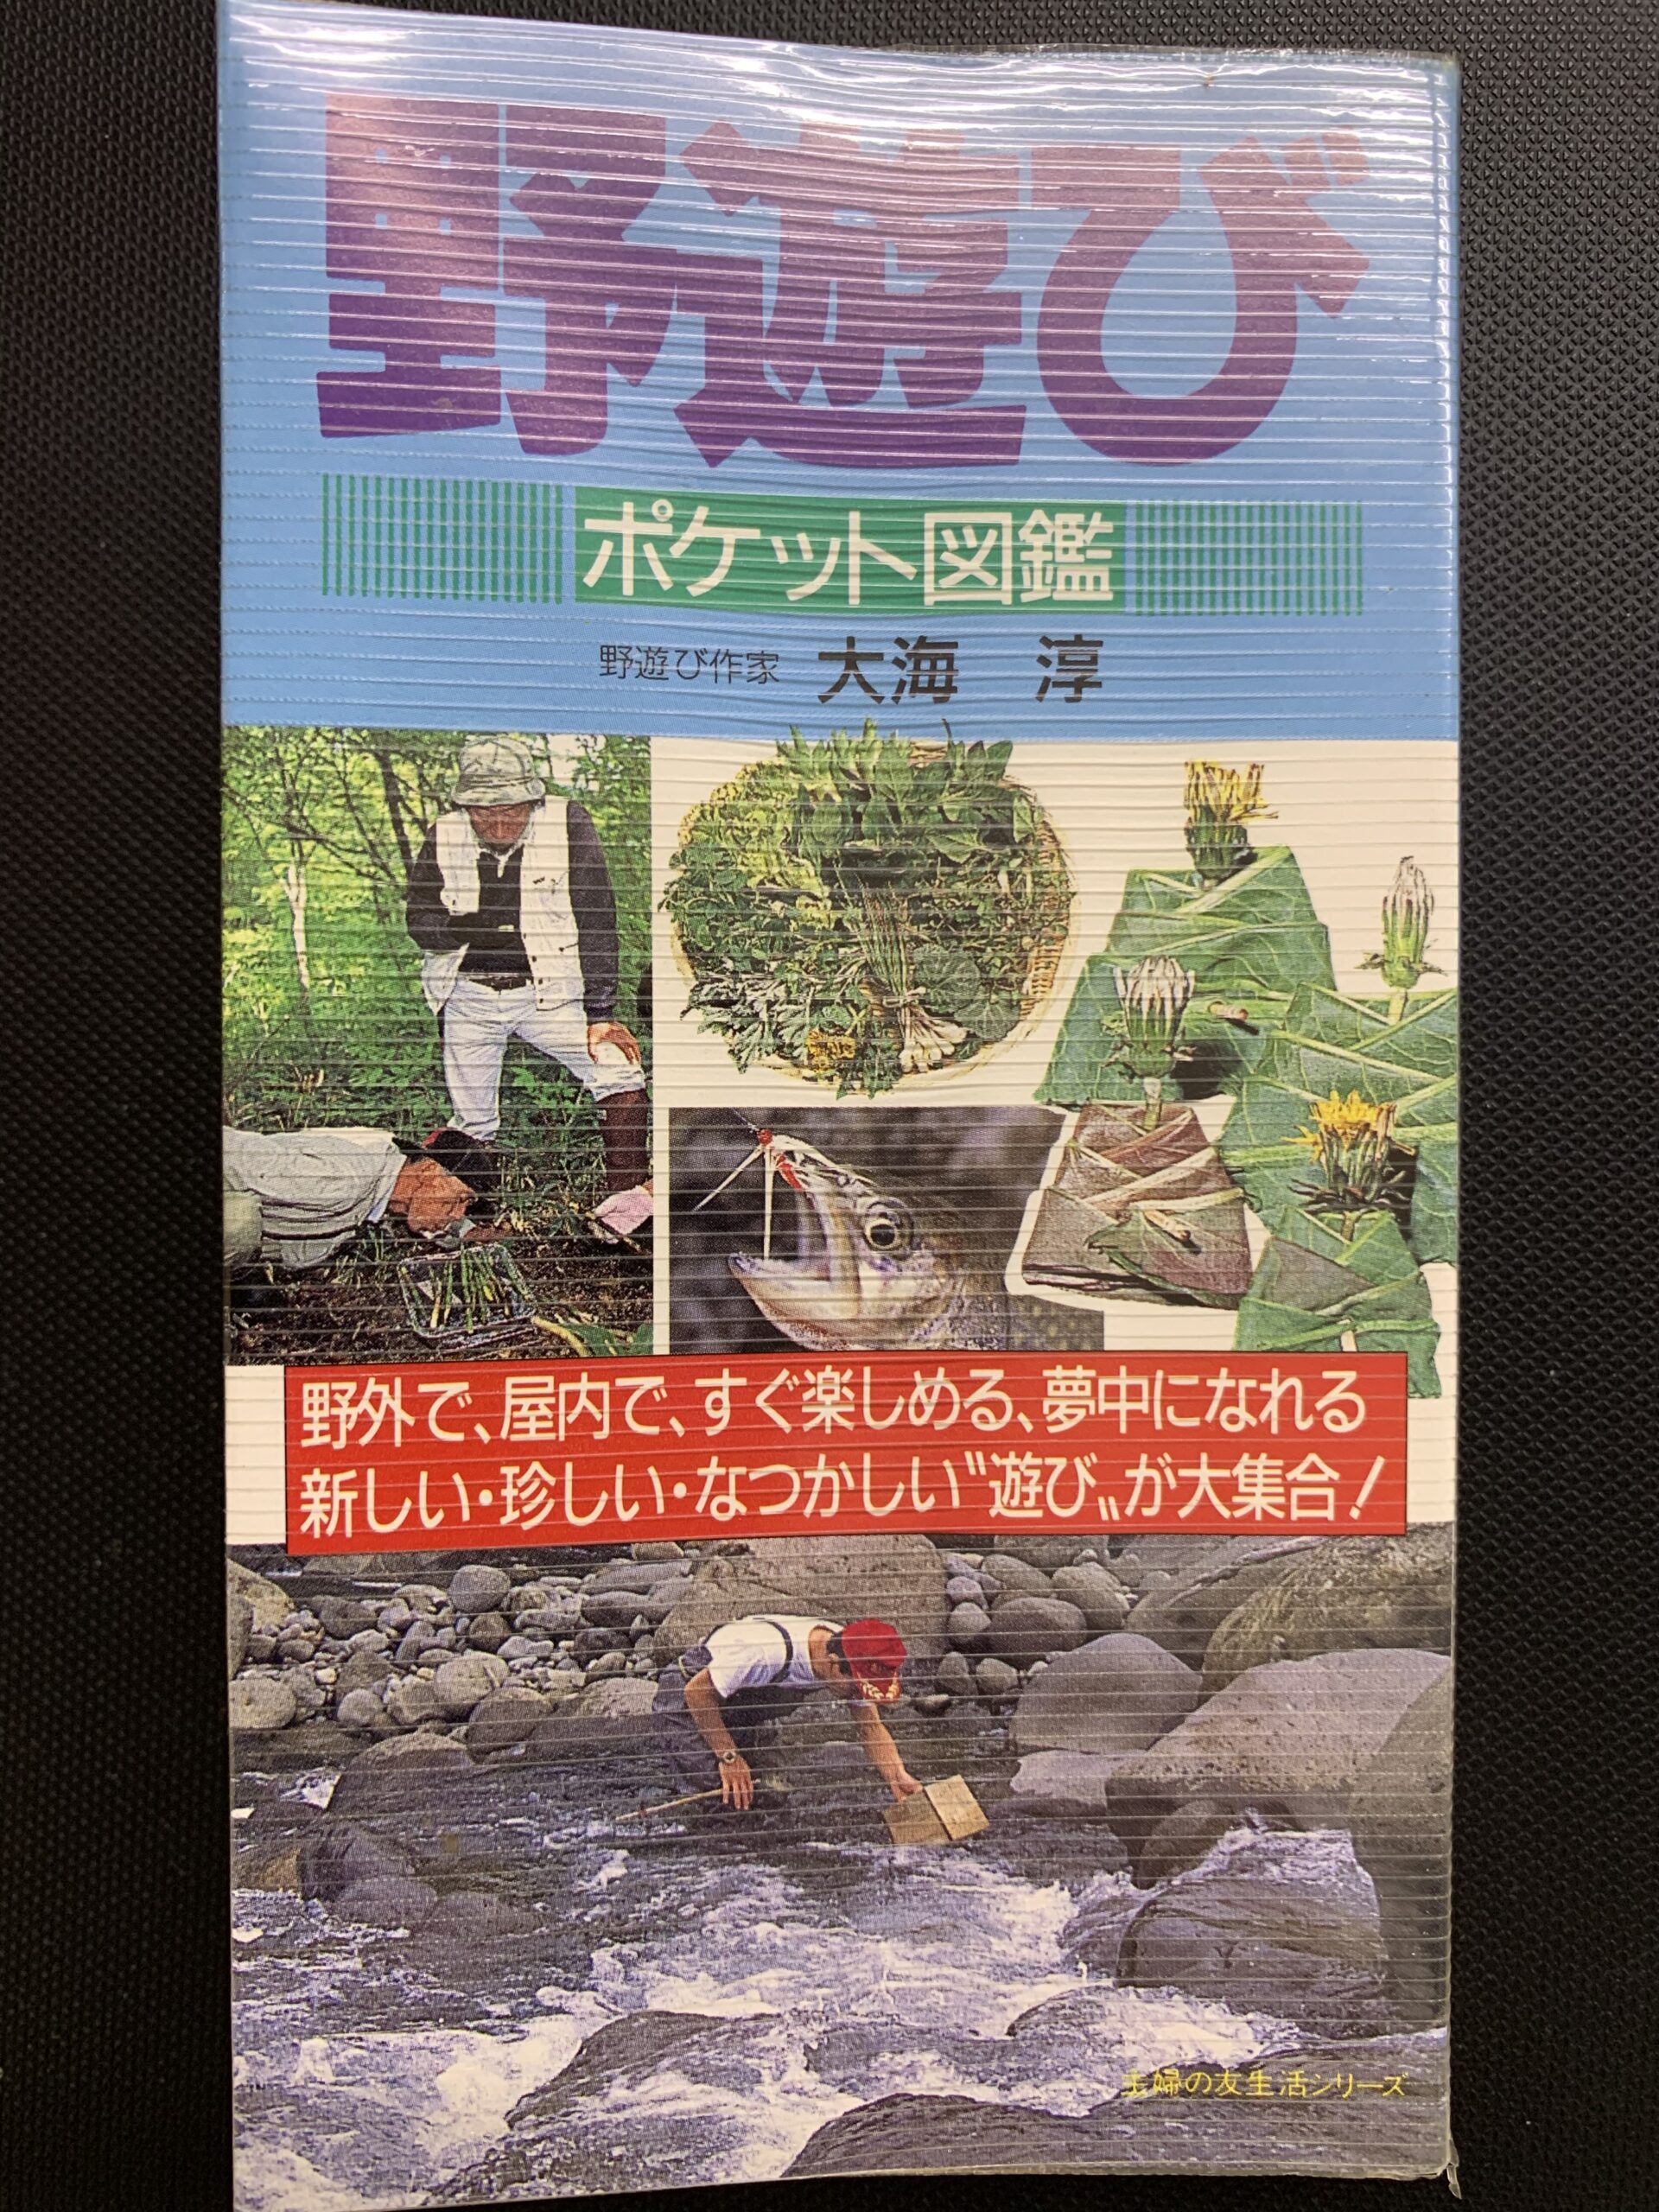 野遊び
ポケット図鑑
野遊び作家 大海 淳
野外で、屋内で、すぐ楽しめる、夢中になれる
新しい・珍しい・なつかしい〝遊び〟が大集合!
主婦の友生活シリーズ